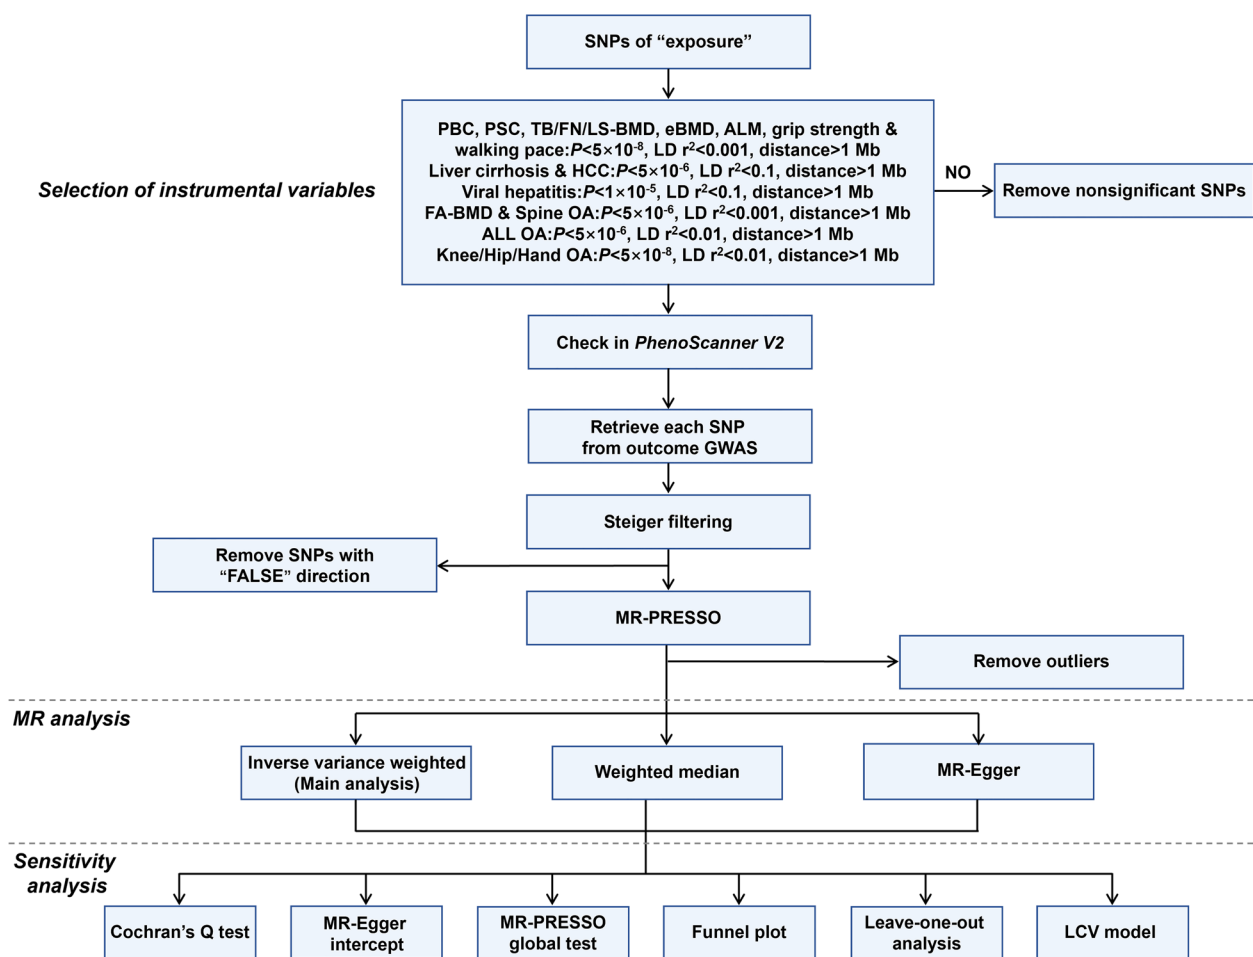 SNPs of “exposure”
PBC, PSC, TB/FN/LS-BMD, eBMD, ALM, grip strength &
walking pace:P<5×10⁻⁸, LD r²<0.001, distance>1 Mb
Liver cirrhosis & HCC:P<5×10⁻⁶, LD r²<0.1, distance>1 Mb
Viral hepatitis:P<1×10⁻⁵, LD r²<0.1, distance>1 Mb
FA-BMD & Spine OA:P<5×10⁻⁶, LD r²<0.001, distance>1 Mb
ALL OA:P<5×10⁻⁶, LD r²<0.01, distance>1 Mb
Knee/Hip/Hand OA:P<5×10⁻⁸, LD r²<0.01, distance>1 Mb
Selection of instrumental variables
NO
Remove nonsignificant SNPs
Check in PhenoScanner V2
Retrieve each SNP
from outcome GWAS
Steiger filtering
Remove SNPs with
“FALSE” direction
MR-PRESSO
Remove outliers
MR analysis
Inverse variance weighted
(Main analysis)
Weighted median
MR-Egger
Sensitivity
analysis
Cochran’s Q test
MR-Egger
intercept
MR-PRESSO
global test
Funnel plot
Leave-one-out
analysis
LCV model